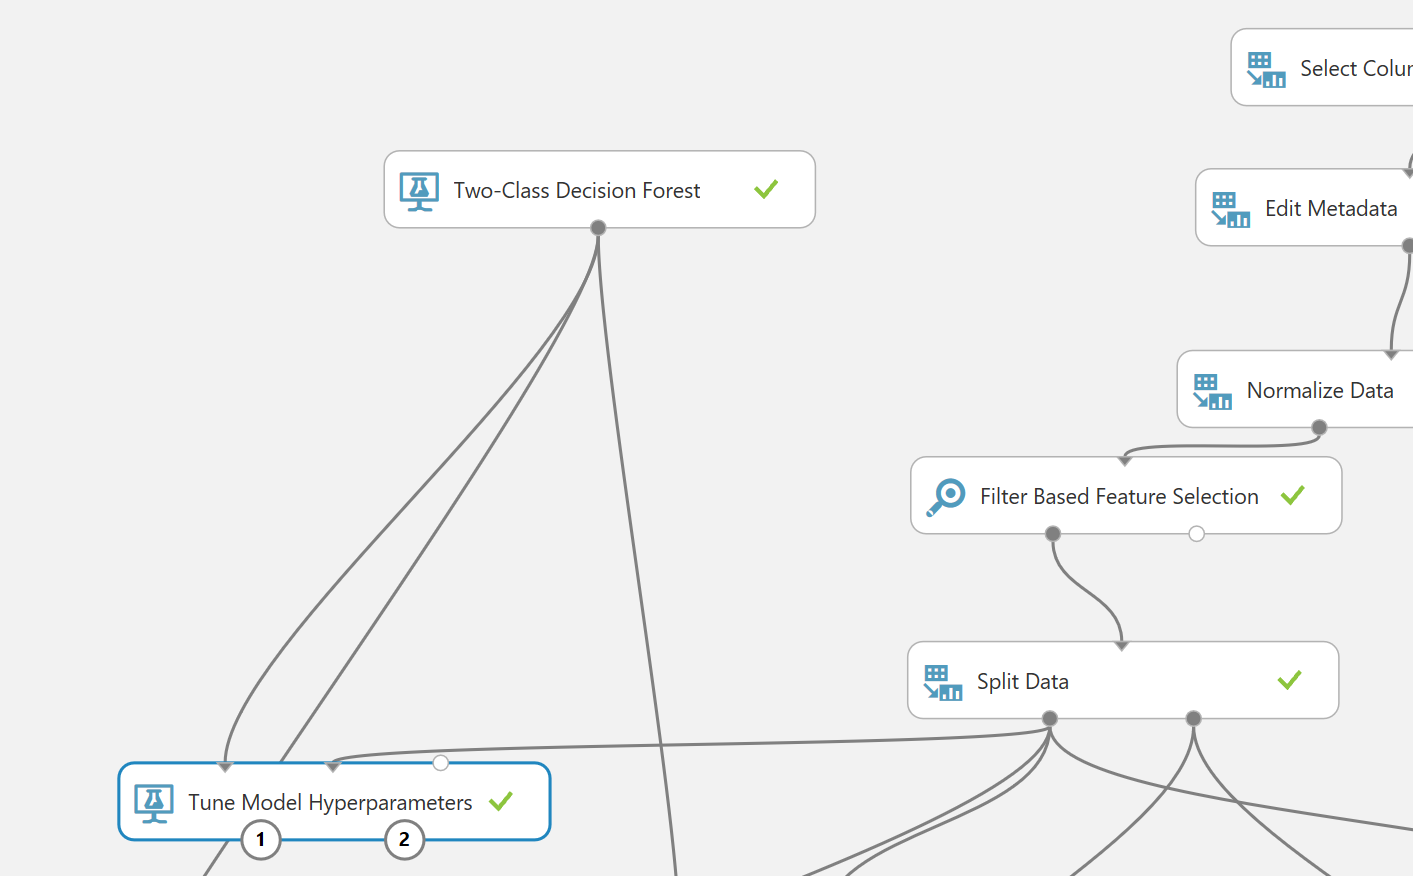 Select Colu
Two-Class Decision Forest
Edit Metadata
Normalize Data
Filter Based Feature Selection
Split Data
Tune Model Hyperparameters
1
2